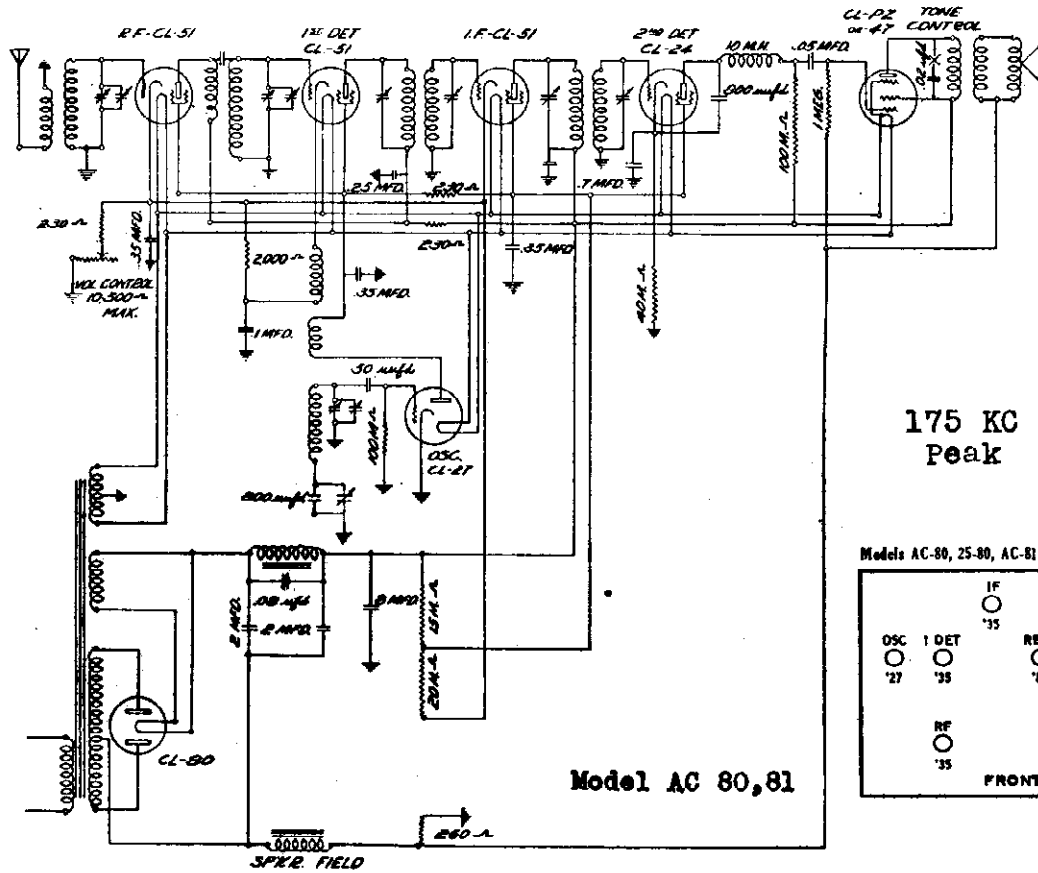 R.F-CL-51
1ST DET
CL-51
I.F-CL-51
2ND DET
CL-24
10 M.H.
.05 MFD.
CL-PZ
or-47
TONE
CONTROL
.02 mfd
900 mmfd
100 M.Ω
1 MEG.
230 Ω
.35 MFD.
.25 MFD.
230 Ω
.7 MFD.
230 Ω
.35 MFD
VOL CONTROL
10,500 Ω
MAX.
2,000 Ω
.35 MFD.
.1 MFD.
40 M.Ω
50 mmfd
100 M Ω
OSC.
CL-27
800 mmfd
175 KC
Peak
Models AC-80, 25-80, AC-81
IF
'35
OSC
'27
1 DET
'35
RF
'35
FRONT
2 MFD.
.08 mfd
2 MFD.
8 MFD.
15 M.Ω
20 M.Ω
CL-80
Model AC 80,81
260 Ω
SPKR. FIELD